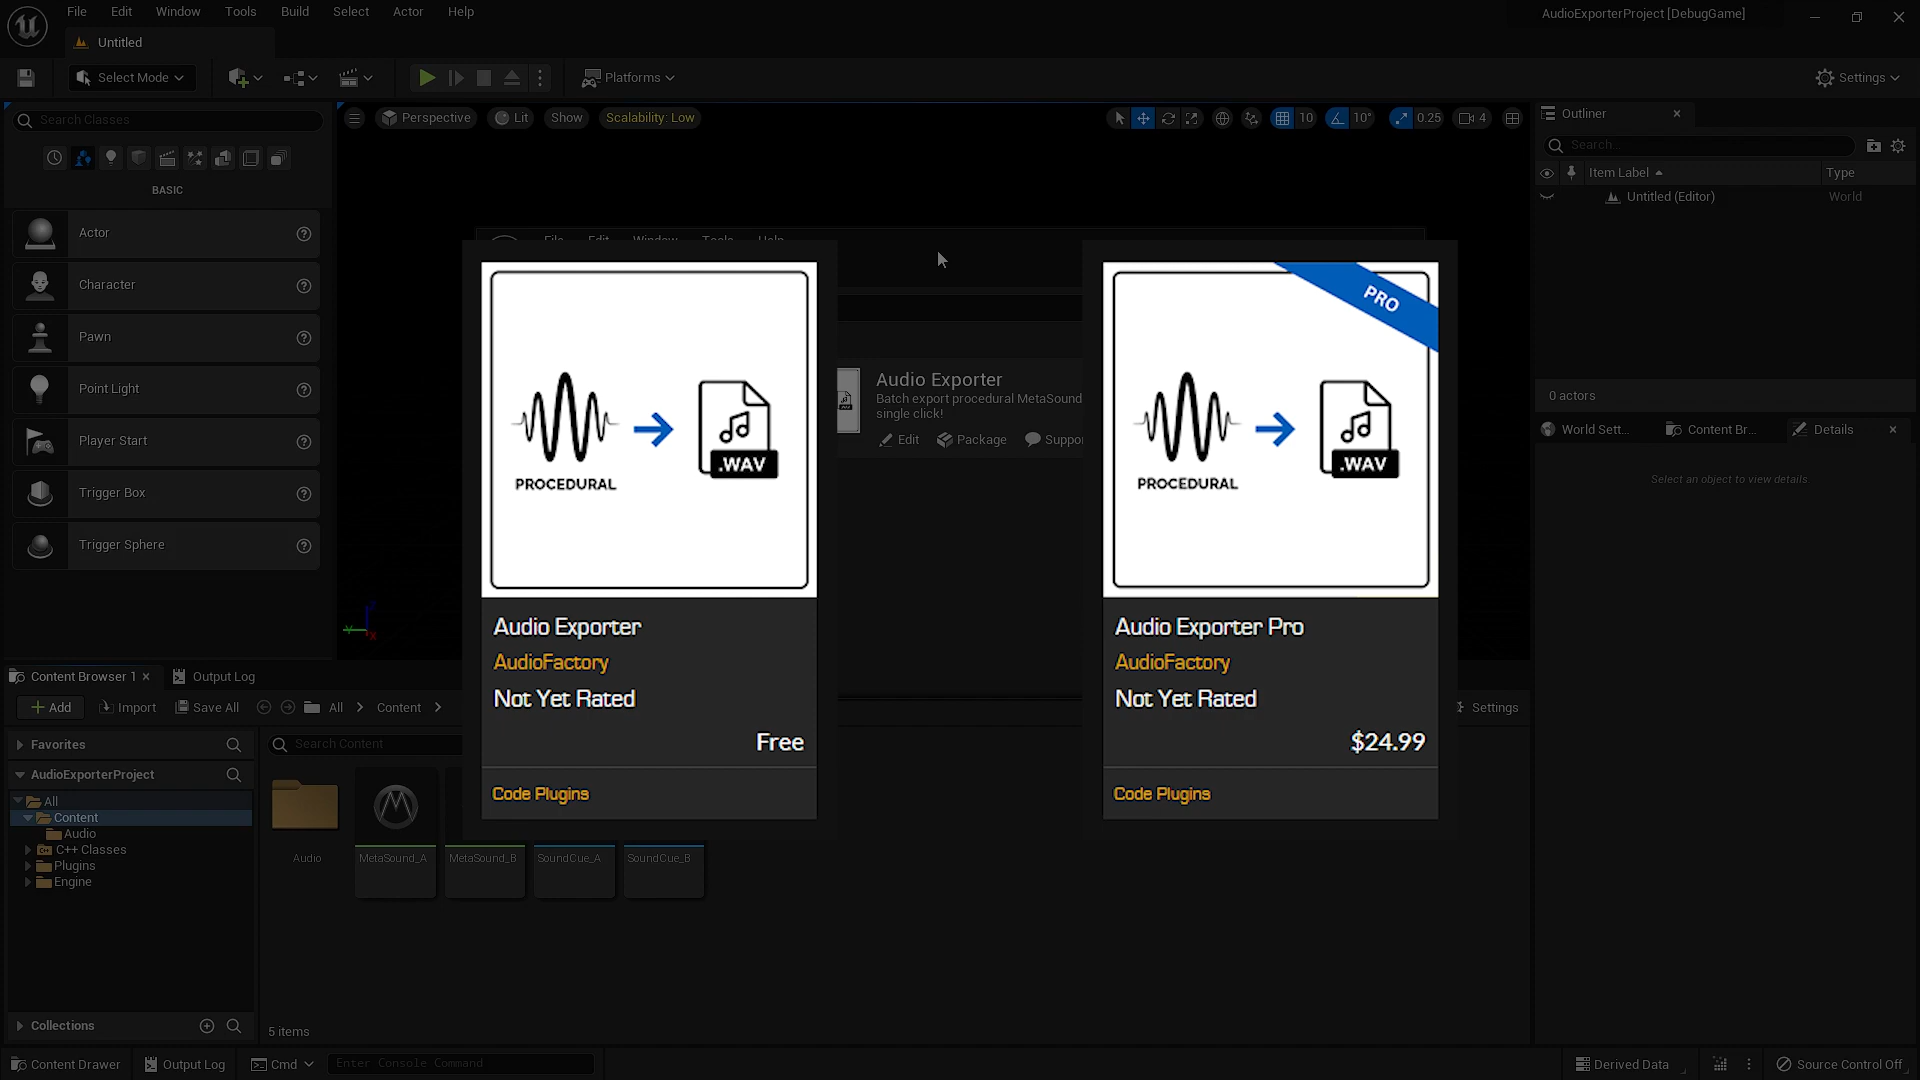 File Edit Window Tools Build Select Actor Help
AudioExporterProject [DebugGame]
Untitled
Select Mode
Platforms
Settings
Search Classes
Perspective
Lit
Show
Scalability: Low
10
10°
0.25
4
Outliner
Search...
Item Label
Type
Untitled (Editor)
World
BASIC
Actor
Character
Pawn
Point Light
Player Start
Trigger Box
Trigger Sphere
File Edit Window Tools Help
PROCEDURAL
.WAV
Audio Exporter
AudioFactory
Not Yet Rated
Free
Code Plugins
Audio Exporter
Batch export procedural MetaSound
single click!
Edit
Package
Suppor
PRO
PROCEDURAL
.WAV
Audio Exporter Pro
AudioFactory
Not Yet Rated
$24.99
Code Plugins
0 actors
World Sett...
Content Br...
Details
Select an object to view details
Content Browser 1
Output Log
Add
Import
Save All
All
Content
Settings
Favorites
Search Content
AudioExporterProject
All
Content
Audio
C++ Classes
Plugins
Engine
Audio
MetaSound_A
MetaSound_B
SoundCue_A
SoundCue_B
Collections
5 items
Content Drawer
Output Log
Cmd
Enter Console Command
Derived Data
Source Control Off